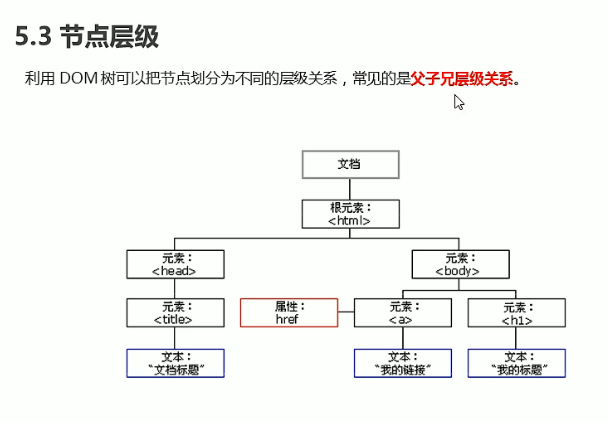 5.3 节点层级
利用 DOM 树可以把节点划分为不同的层级关系，常见的是父子兄层级关系。
文档
根元素：
<html>
元素：
<head>
元素：
<body>
元素：
<title>
属性：
href
元素：
<a>
元素：
<h1>
文本：
“文档标题”
文本：
“我的链接”
文本：
“我的标题”